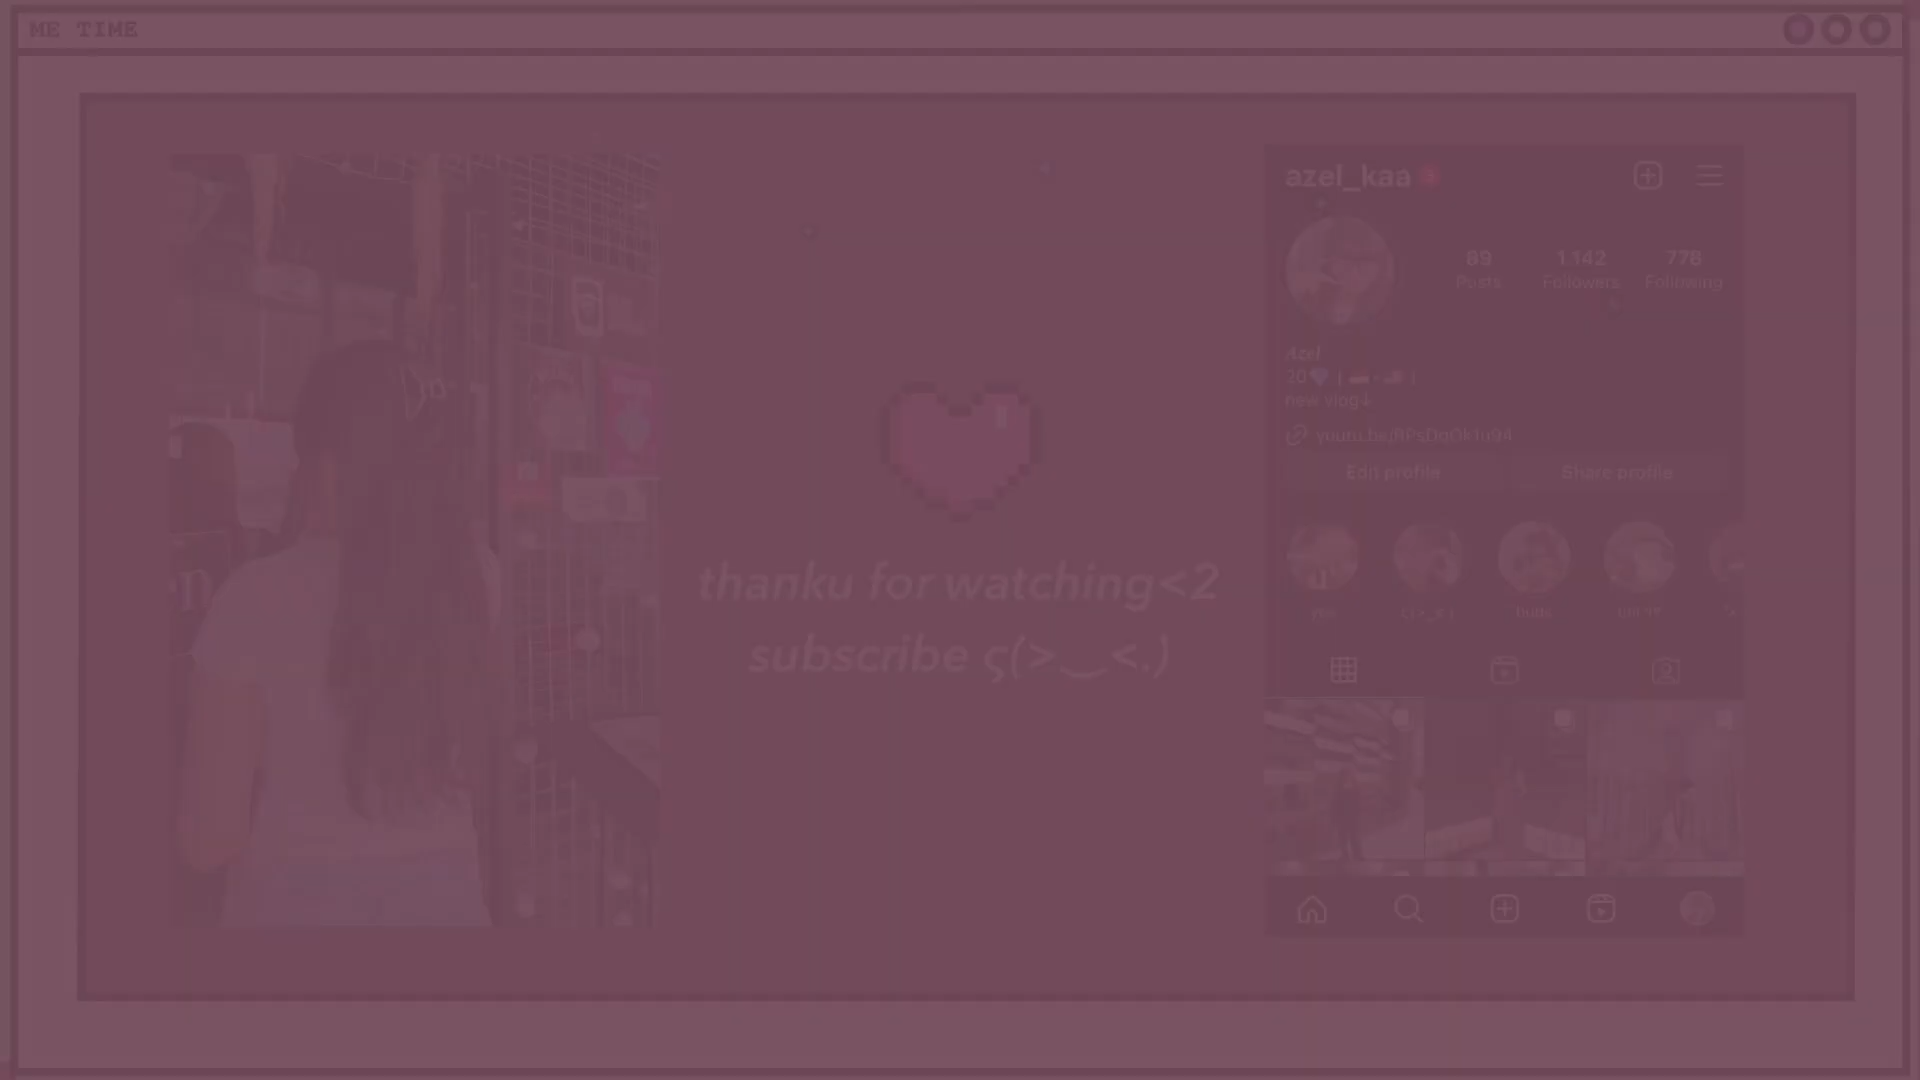 ME TIME
thanku for watching<2
subscribe ς(>‿<.)
azel_kaa
89 1 142 778
Posts Followers Following
Azel
20 | - |
new vlog↓
Edit profile Share profile